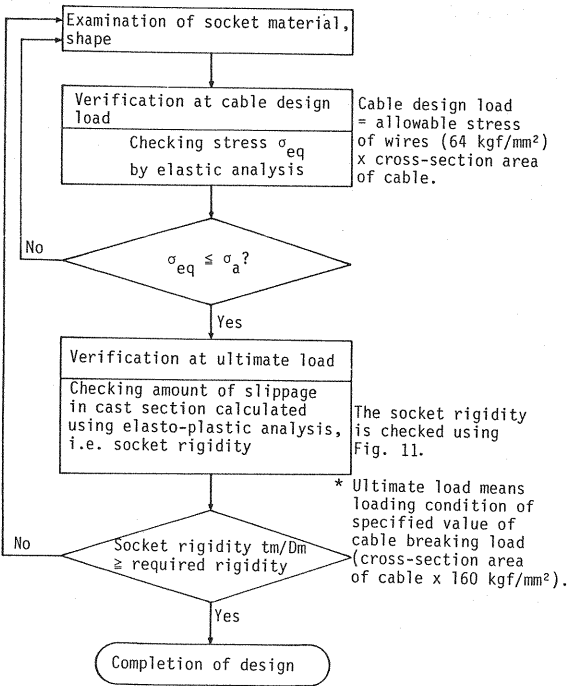 Examination of socket material,
shape
Verification at cable design
load
Checking stress σeq
by elastic analysis
Cable design load
= allowable stress
of wires (64 kgf/mm²)
x cross-section area
of cable.
No
σeq ≦ σa?
Yes
Verification at ultimate load
Checking amount of slippage
in cast section calculated
using elasto-plastic analysis,
i.e. socket rigidity
The socket rigidity
is checked using
Fig. 11.
* Ultimate load means
loading condition of
specified value of
cable breaking load
(cross-section area
of cable x 160 kgf/mm²).
No
Socket rigidity tm/Dm
≧ required rigidity
Yes
Completion of design